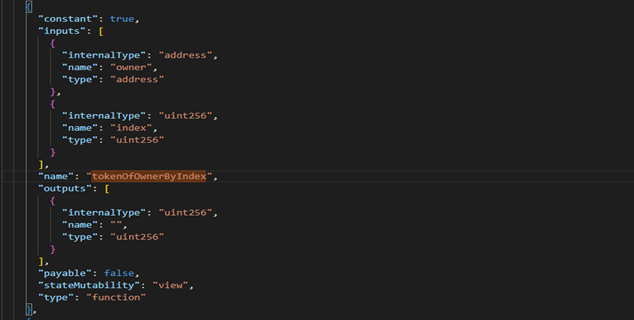 {
"constant": true,
"inputs": [
{
"internalType": "address",
"name": "owner",
"type": "address"
},
{
"internalType": "uint256",
"name": "index",
"type": "uint256"
}
],
"name": "tokenOfOwnerByIndex",
"outputs": [
{
"internalType": "uint256",
"name": "",
"type": "uint256"
}
],
"payable": false,
"stateMutability": "view",
"type": "function"
},